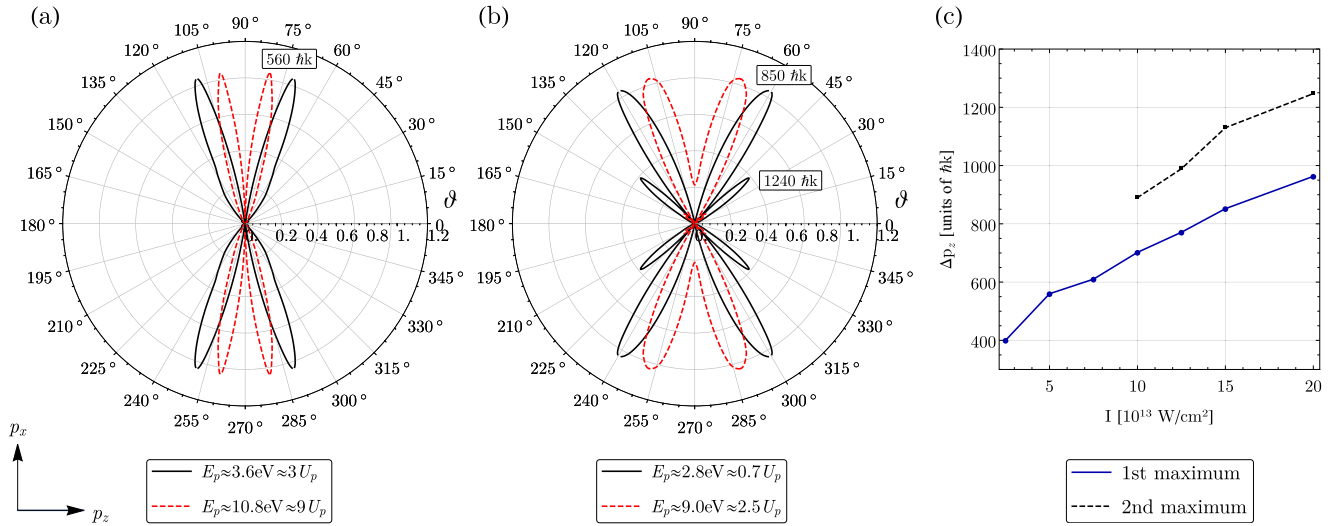 (a)
90°
105°
75°
120°
60°
135°
45°
150°
30°
165°
15°
180°
0
195°
345°
210°
330°
225°
315°
240°
300°
255°
285°
270°
560 ħk
ϑ
0.2 0.4 0.6 0.8 1. 1.2
E_p≈3.6eV≈3 U_p
E_p≈10.8eV≈9 U_p
p_x
p_z
(b)
90°
105°
75°
120°
60°
135°
45°
150°
30°
165°
15°
180°
0
195°
345°
210°
330°
225°
315°
240°
300°
255°
285°
270°
850 ħk
1240 ħk
ϑ
0.2 0.4 0.6 0.8 1. 1.2
E_p≈2.8eV≈0.7 U_p
E_p≈9.0eV≈2.5 U_p
(c)
1400
1200
1000
800
600
400
Δp_z [units of ħk]
5 10 15 20
I [10¹³ W/cm²]
1st maximum
2nd maximum